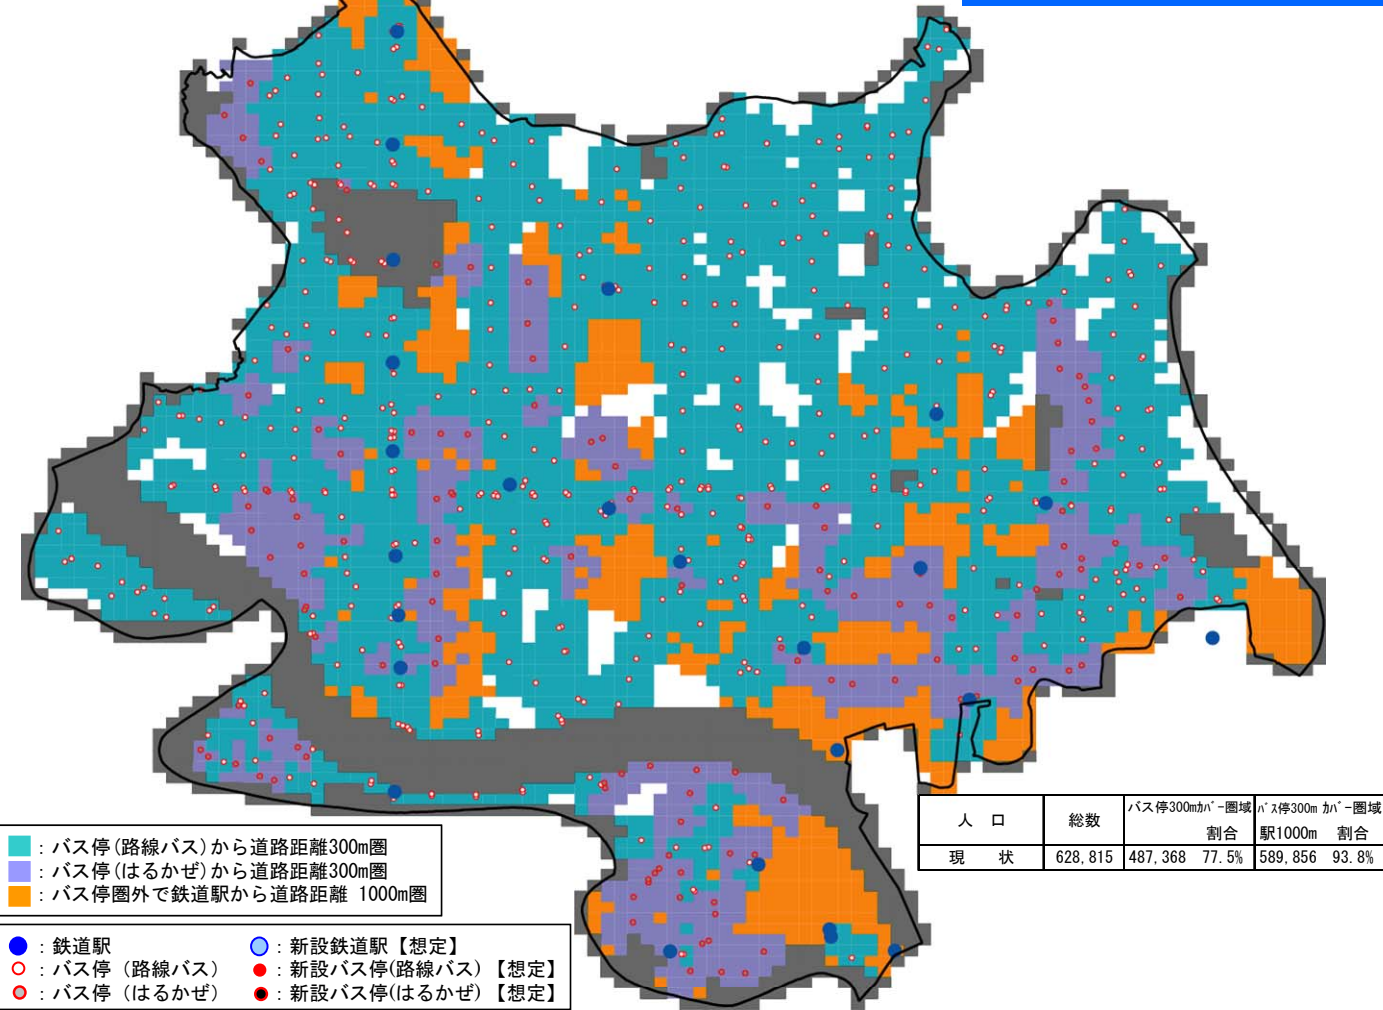 人 口
総数
バス停300mカバー圏域
割合
バス停300m カバー圏域
駅1000m 割合
現 状
628,815
487,368 77.5%
589,856 93.8%
：バス停(路線バス)から道路距離300m圏
：バス停(はるかぜ)から道路距離300m圏
：バス停圏外で鉄道駅から道路距離 1000m圏
：鉄道駅
：新設鉄道駅【想定】
：バス停（路線バス）
：新設バス停(路線バス)【想定】
：バス停（はるかぜ）
：新設バス停(はるかぜ)【想定】